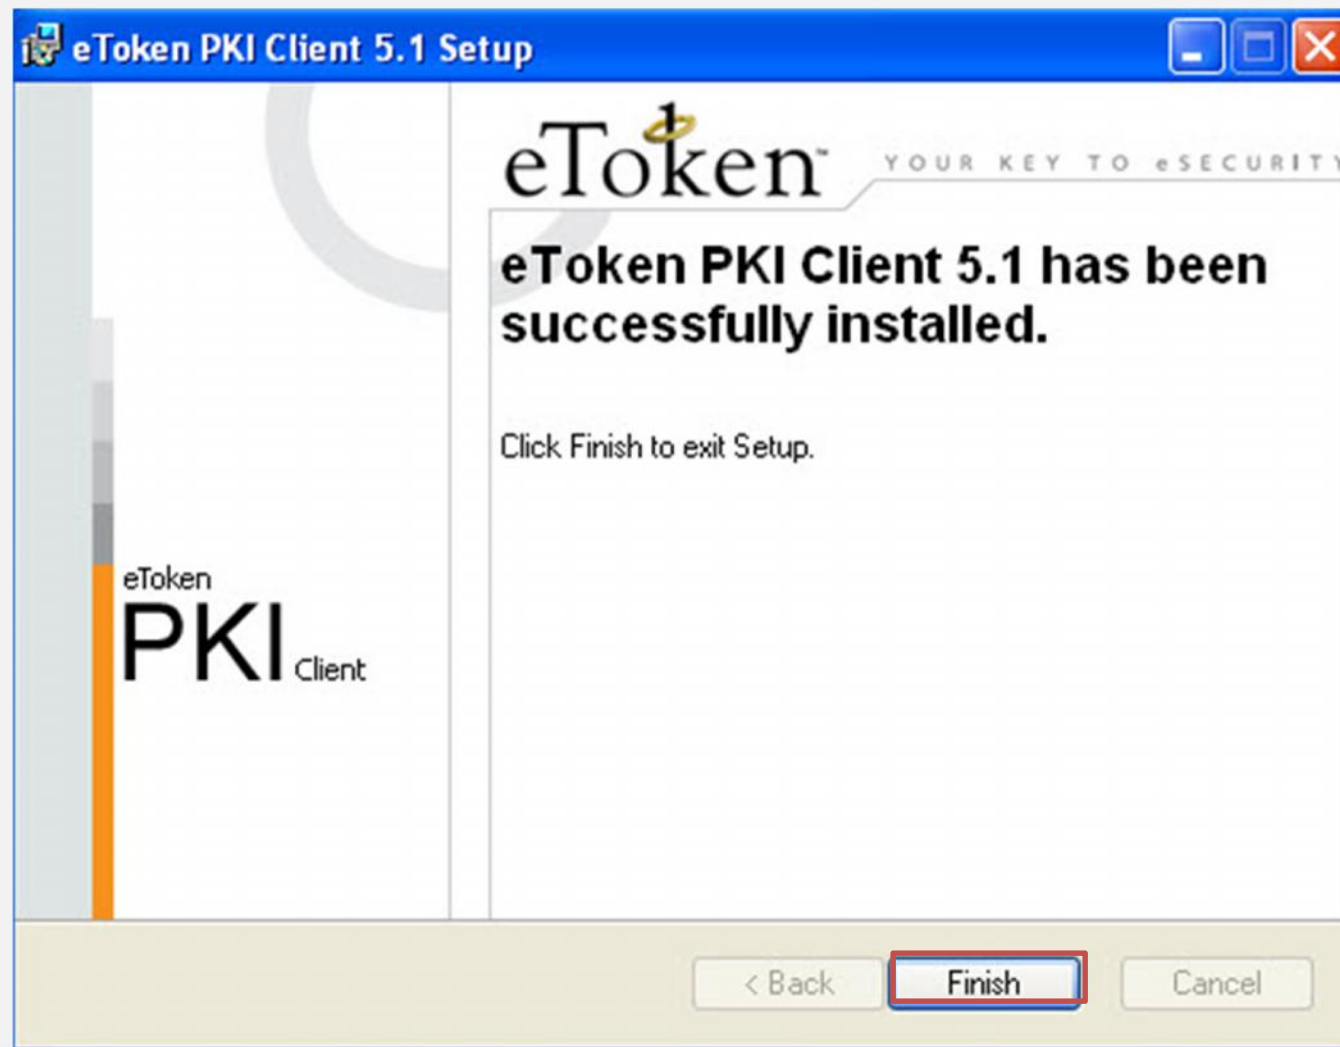 eToken PKI Client 5.1 Setup
eToken™ YOUR KEY TO eSECURITY
eToken PKI Client 5.1 has been
successfully installed.
Click Finish to exit Setup.
eToken
PKI Client
< Back Finish Cancel